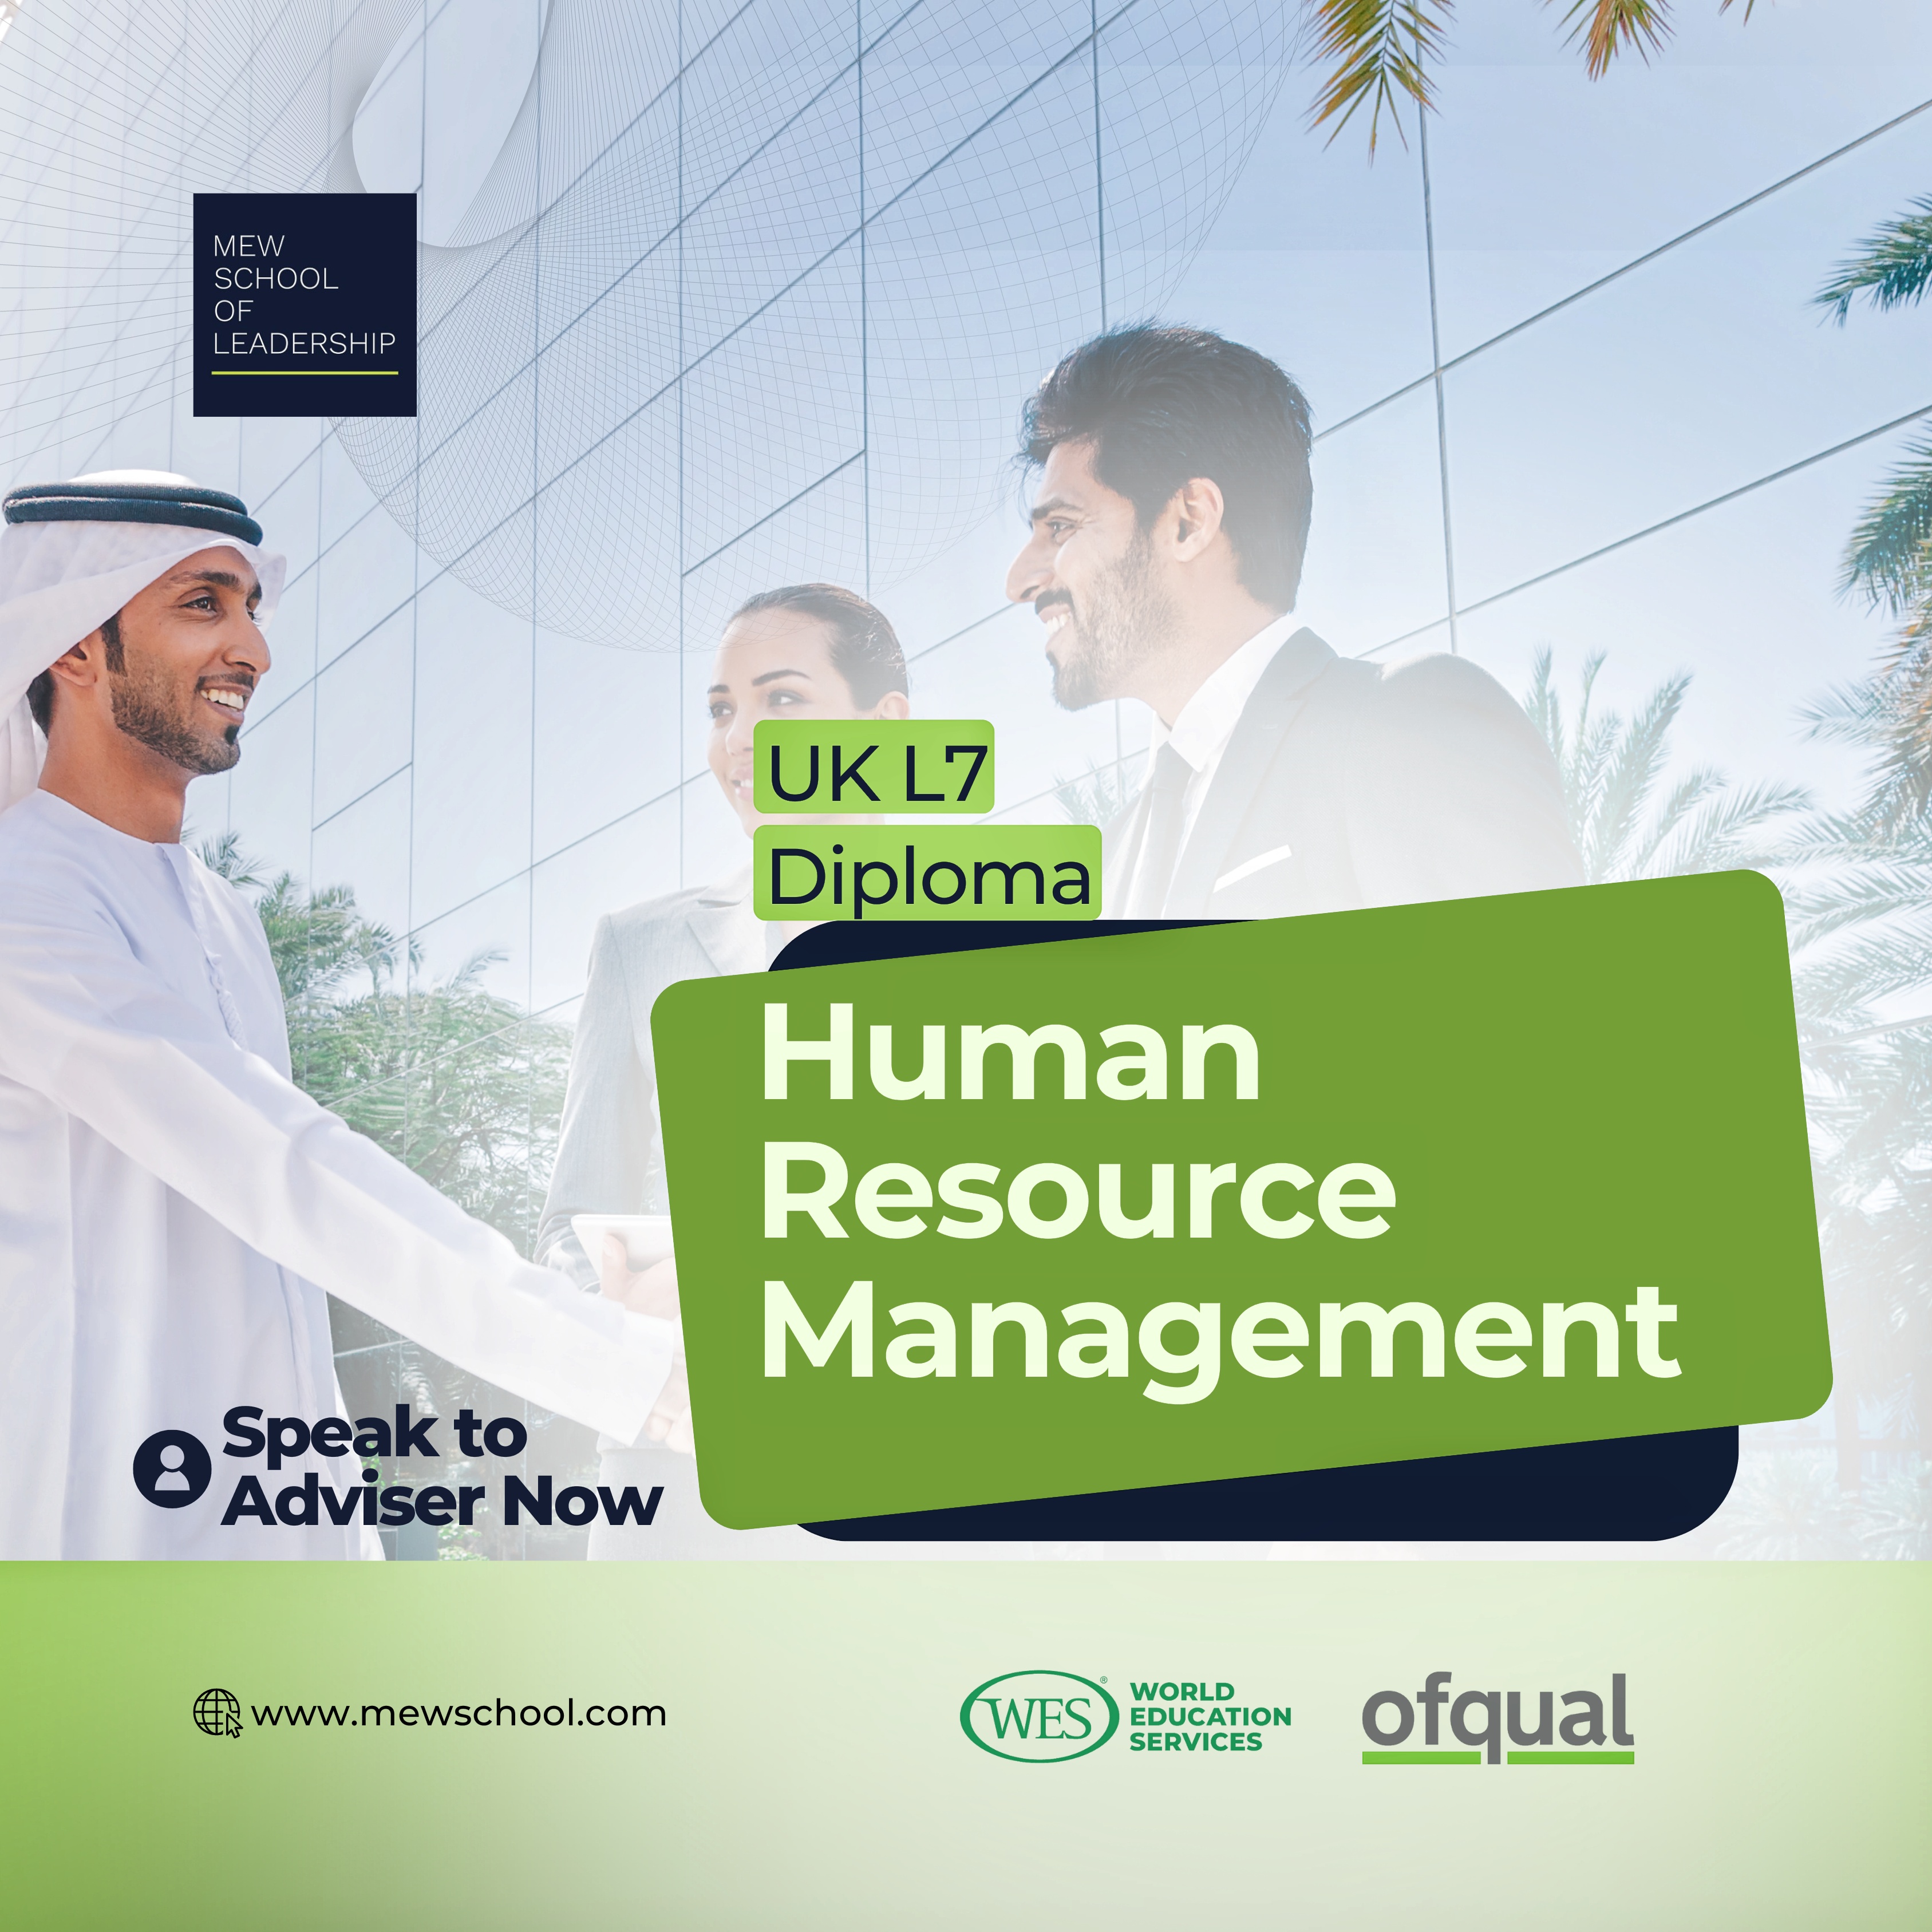 MEW
SCHOOL
OF
LEADERSHIP
UK L7
Diploma
Human
Resource
Management
Speak to
Adviser Now
www.mewschool.com
WES®
WORLD
EDUCATION
SERVICES
ofqual